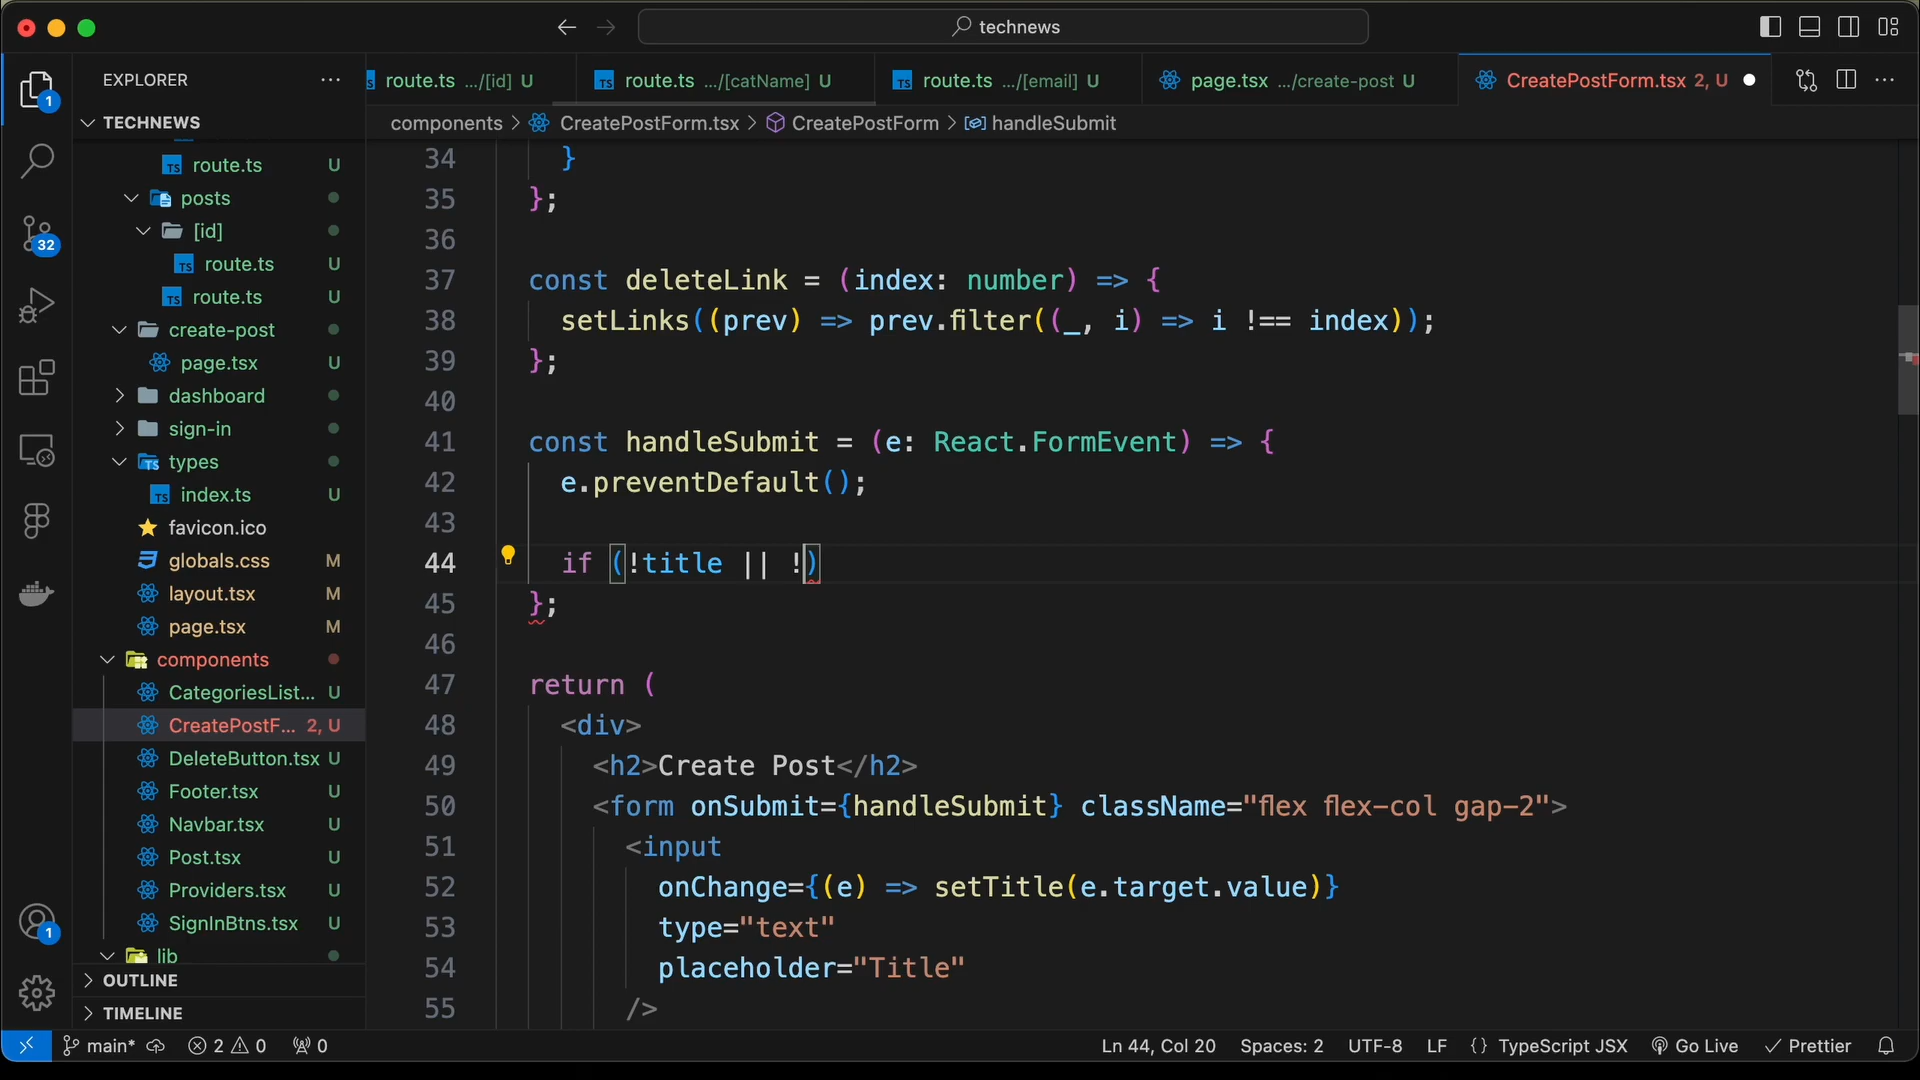 technews
EXPLORER
TECHNEWS
route.ts U
posts
[id]
route.ts U
route.ts U
create-post
page.tsx U
dashboard
sign-in
types
index.ts U
favicon.ico
globals.css M
layout.tsx M
page.tsx M
components
CategoriesList... U
CreatePostF... 2, U
DeleteButton.tsx U
Footer.tsx U
Navbar.tsx U
Post.tsx U
Providers.tsx U
SignInBtns.tsx U
lib
OUTLINE
TIMELINE
1
32
1
route.ts .../[id] U
route.ts .../[catName] U
route.ts .../[email] U
page.tsx .../create-post U
CreatePostForm.tsx 2, U
components > CreatePostForm.tsx > CreatePostForm > handleSubmit
34 }
35 };
36
37 const deleteLink = (index: number) => {
38 setLinks((prev) => prev.filter((_, i) => i !== index));
39 };
40
41 const handleSubmit = (e: React.FormEvent) => {
42 e.preventDefault();
43
44 if (!title || !)
45 };
46
47 return (
48 <div>
49 <h2>Create Post</h2>
50 <form onSubmit={handleSubmit} className="flex flex-col gap-2">
51 <input
52 onChange={(e) => setTitle(e.target.value)}
53 type="text"
54 placeholder="Title"
55 />
main* 2 0 0 Ln 44, Col 20 Spaces: 2 UTF-8 LF {} TypeScript JSX Go Live Prettier